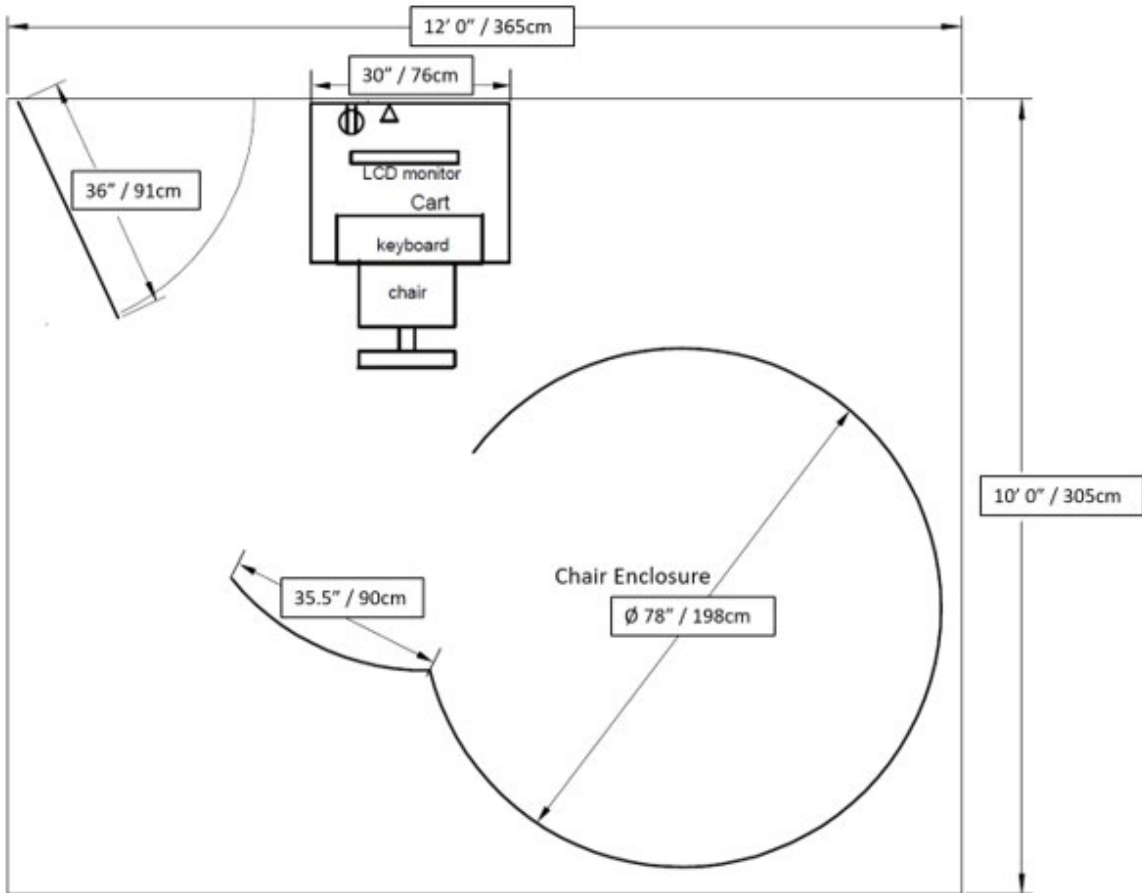 12’ 0” / 365cm
30” / 76cm
36” / 91cm
LCD monitor
Cart
keyboard
chair
10’ 0” / 305cm
Chair Enclosure
35.5” / 90cm
Ø 78” / 198cm